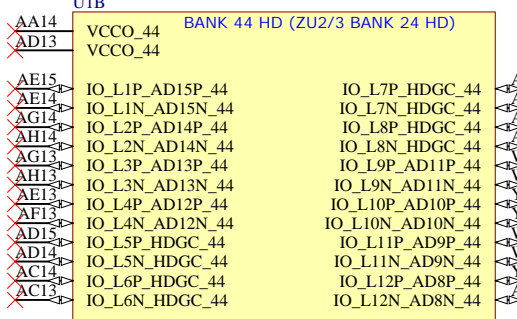 U1B
BANK 44 HD (ZU2/3 BANK 24 HD)
AA14 VCCO_44
AD13 VCCO_44
AE15 IO_L1P_AD15P_44 IO_L7P_HDGC_44
AE14 IO_L1N_AD15N_44 IO_L7N_HDGC_44
AG14 IO_L2P_AD14P_44 IO_L8P_HDGC_44
AH14 IO_L2N_AD14N_44 IO_L8N_HDGC_44
AG13 IO_L3P_AD13P_44 IO_L9P_AD11P_44
AH13 IO_L3N_AD13N_44 IO_L9N_AD11N_44
AE13 IO_L4P_AD12P_44 IO_L10P_AD10P_44
AF13 IO_L4N_AD12N_44 IO_L10N_AD10N_44
AD15 IO_L5P_HDGC_44 IO_L11P_AD9P_44
AD14 IO_L5N_HDGC_44 IO_L11N_AD9N_44
AC14 IO_L6P_HDGC_44 IO_L12P_AD8P_44
AC13 IO_L6N_HDGC_44 IO_L12N_AD8N_44